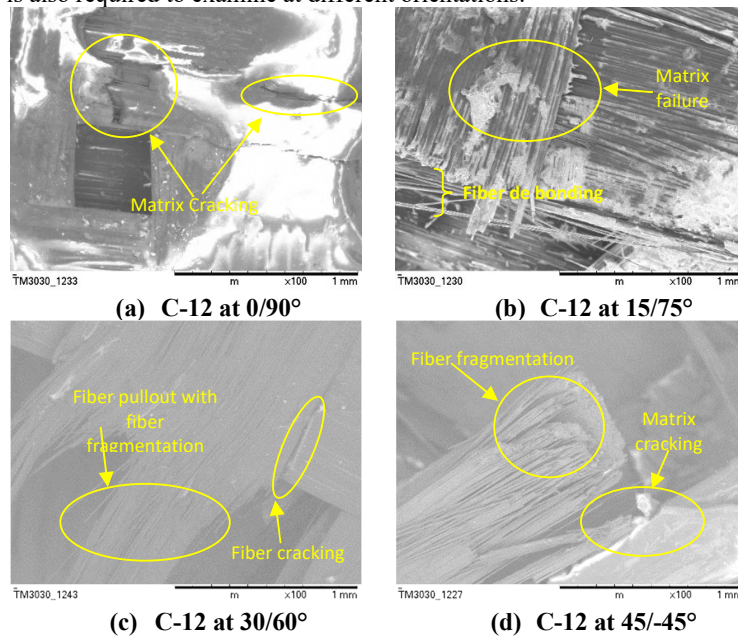 is also required to examine at different orientations.
Matrix Cracking
TM3030_1233 m x100 1 mm
Matrix
failure
Fiber de bonding
TM3030_1230 m x100 1 mm
(a) C-12 at 0/90°
(b) C-12 at 15/75°
Fiber pullout with
fiber
fragmentation
Fiber cracking
TM3030_1243 m x100 1 mm
Fiber fragmentation
Matrix
cracking
TM3030_1227 m x100 1 mm
(c) C-12 at 30/60°
(d) C-12 at 45/-45°